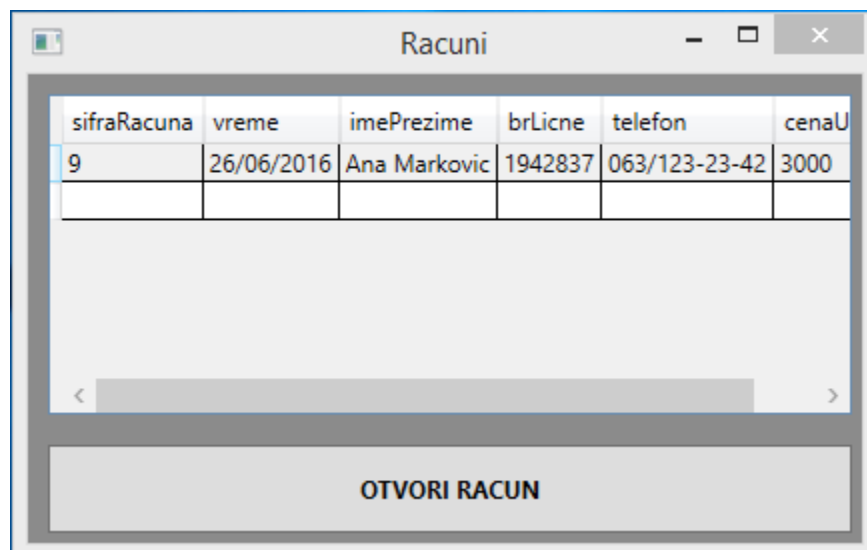 Racuni
sifraRacuna vreme imePrezime brLicne telefon cenaU
9 26/06/2016 Ana Markovic 1942837 063/123-23-42 3000
OTVORI RACUN